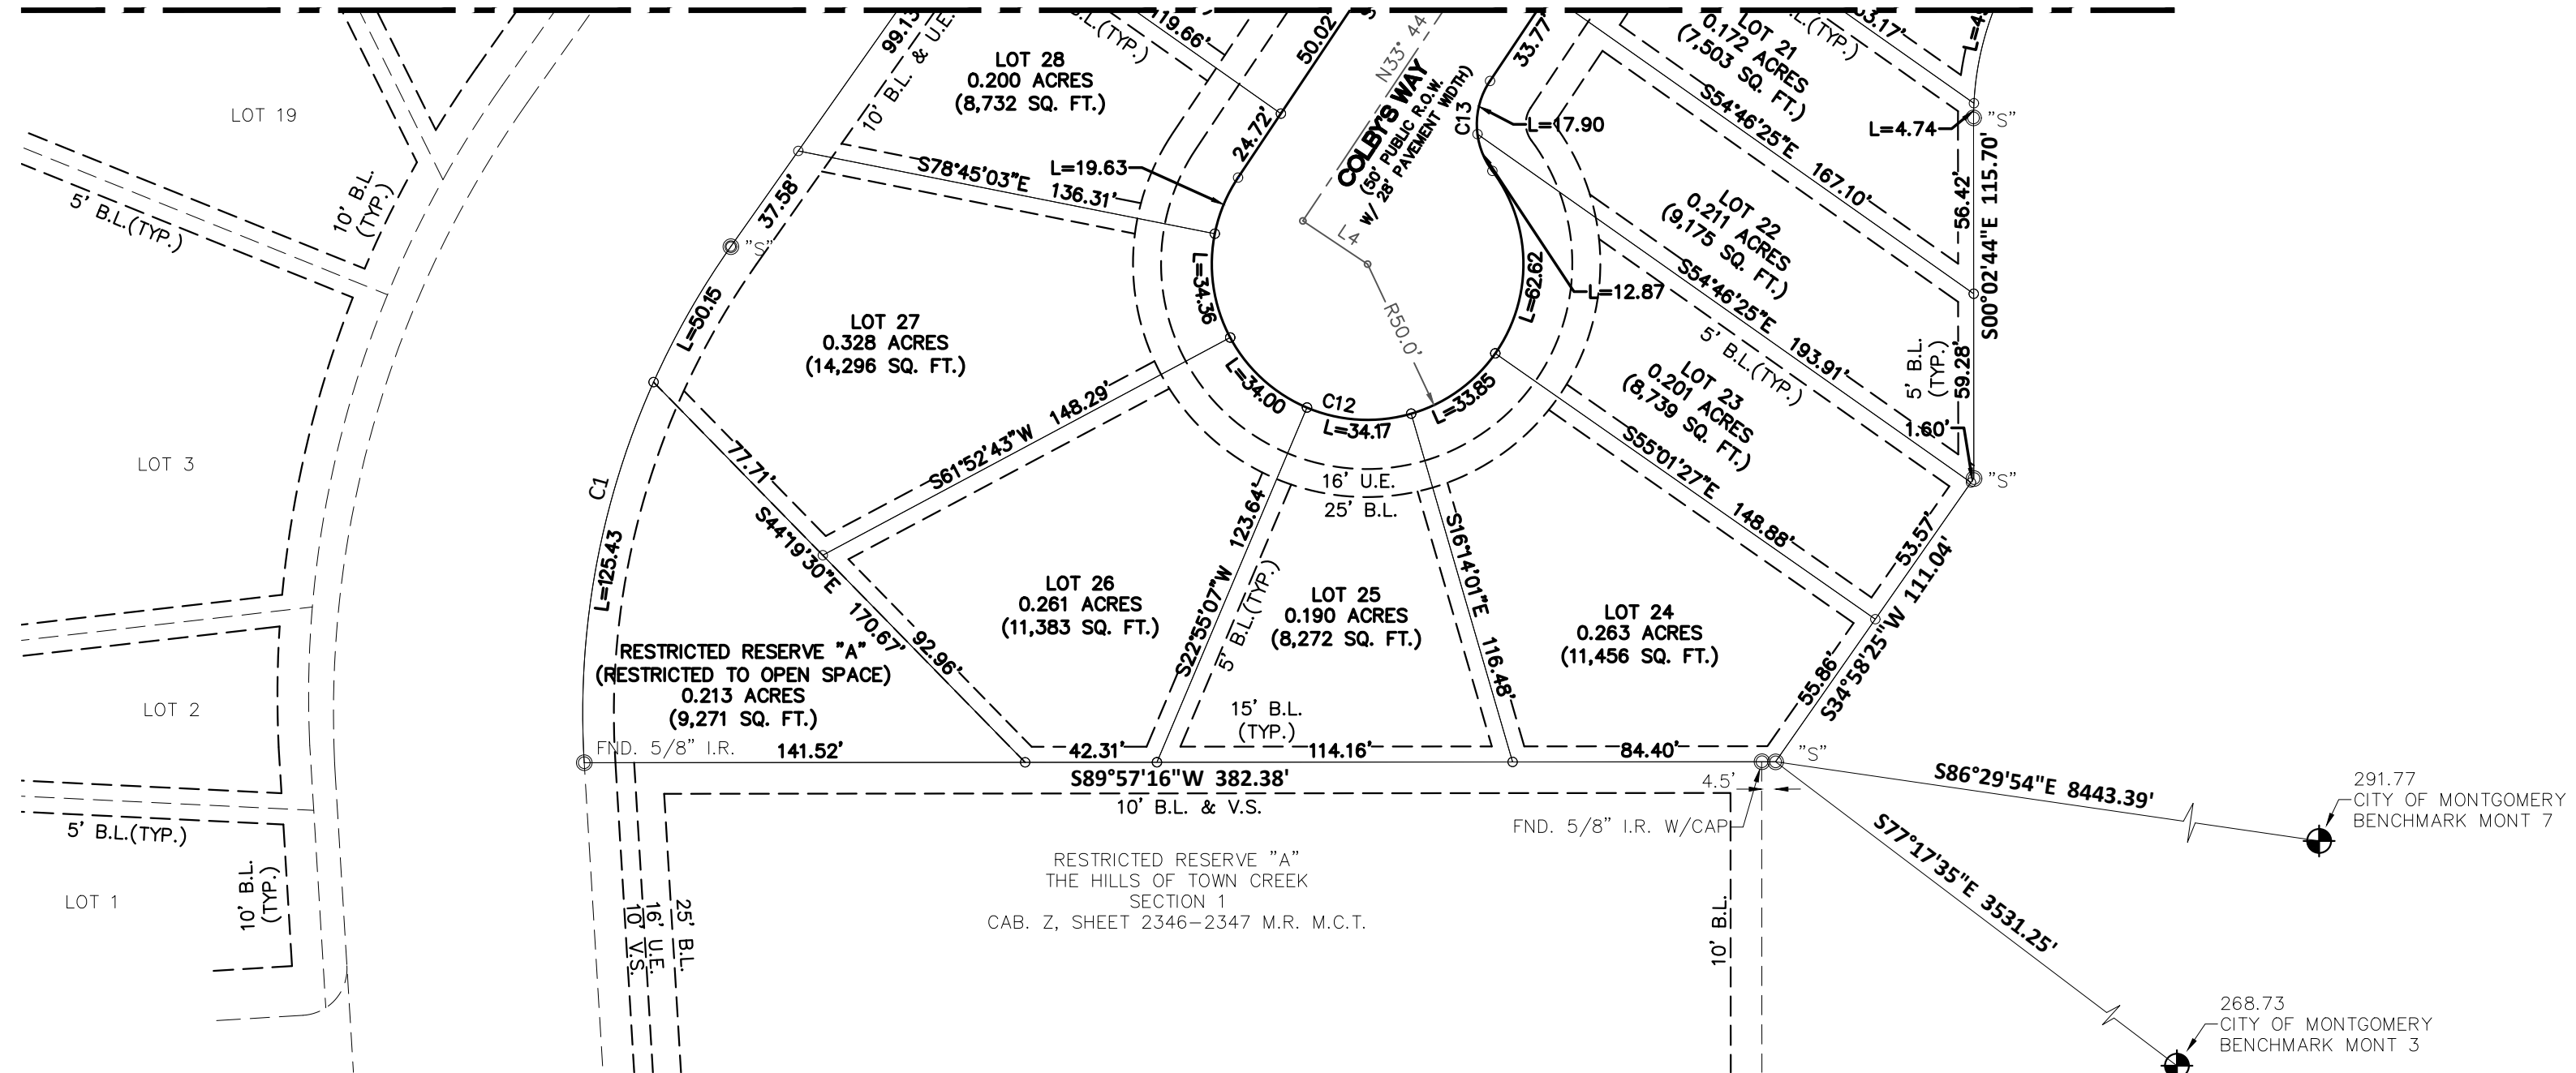 LOT 19
5' B.L.(TYP.)
10' B.L.
(TYP.)
LOT 3
LOT 2
5' B.L.(TYP.)
LOT 1
10' B.L.
(TYP.)
99.13'
10' B.L. & U.E.
37.58'
"S"
L=50.15
C1
L=125.43
LOT 28
0.200 ACRES
(8,732 SQ. FT.)
B.L.(TYP.)
119.66'
50.02'
24.72'
L=19.63
S78°45'03"E
136.31'
L=34.36
LOT 27
0.328 ACRES
(14,296 SQ. FT.)
77.71'
S61°52'43"W 148.29'
S44°19'30"E 170.67'
92.96'
L=34.00
C12
L=34.17
L=33.85
L=62.62
R50.0'
L4
N33° 44
COLBY'S WAY
(50' PUBLIC R.O.W.
W/ 28' PAVEMENT WIDTH)
33.77'
C13
L=17.90
L=12.87
16' U.E.
25' B.L.
LOT 21
0.172 ACRES
(7,503 SQ. FT.)
(TYP.)
53.17'
L=4.74
"S"
S54°46'25"E 167.10'
56.42'
S00°02'44"E 115.70'
LOT 22
0.211 ACRES
(9,175 SQ. FT.)
S54°46'25"E 193.91'
5' B.L.(TYP.)
5' B.L.
(TYP.)
59.28'
1.60'
"S"
LOT 23
0.201 ACRES
(8,739 SQ. FT.)
S55°01'27"E 148.88'
53.57'
S34°58'25"W 111.04'
55.86'
LOT 26
0.261 ACRES
(11,383 SQ. FT.)
S22°55'07"W 123.64'
5' B.L.(TYP.)
LOT 25
0.190 ACRES
(8,272 SQ. FT.)
15' B.L.
(TYP.)
S16°14'01"E 116.48'
LOT 24
0.263 ACRES
(11,456 SQ. FT.)
RESTRICTED RESERVE "A"
(RESTRICTED TO OPEN SPACE)
0.213 ACRES
(9,271 SQ. FT.)
FND. 5/8" I.R.
141.52'
42.31'
114.16'
84.40'
"S"
S89°57'16"W 382.38'
10' B.L. & V.S.
4.5'
FND. 5/8" I.R. W/CAP
S86°29'54"E 8443.39'
291.77
CITY OF MONTGOMERY
BENCHMARK MONT 7
S77°17'35"E 3531.25'
268.73
CITY OF MONTGOMERY
BENCHMARK MONT 3
RESTRICTED RESERVE "A"
THE HILLS OF TOWN CREEK
SECTION 1
CAB. Z, SHEET 2346-2347 M.R. M.C.T.
10' V.S.
16' U.E.
25' B.L.
10' B.L.